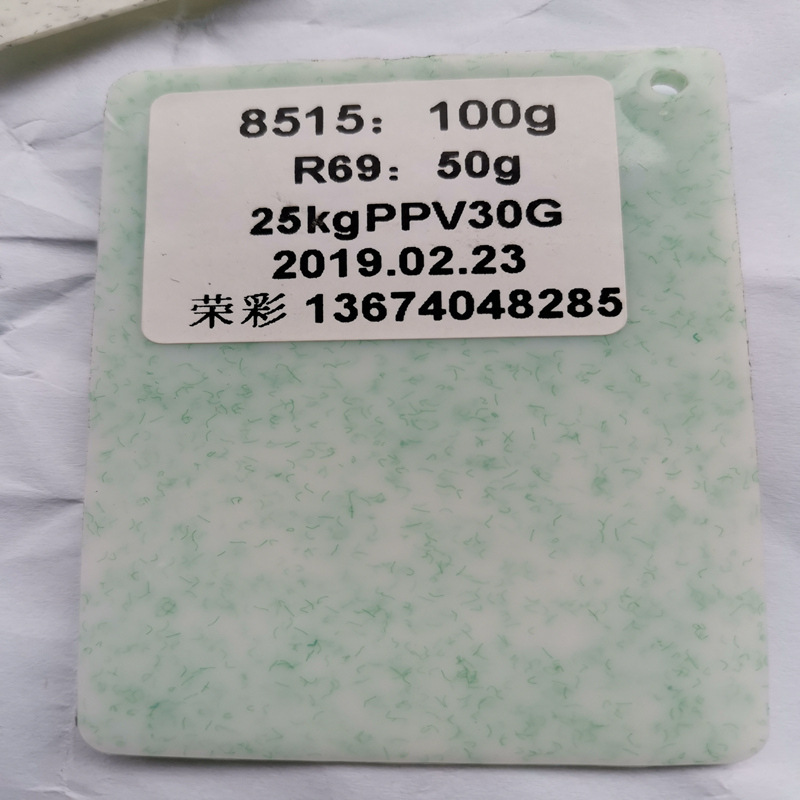 8515： 100g
R69： 50g
25kgPPV30G
2019.02.23
荣彩 13674048285